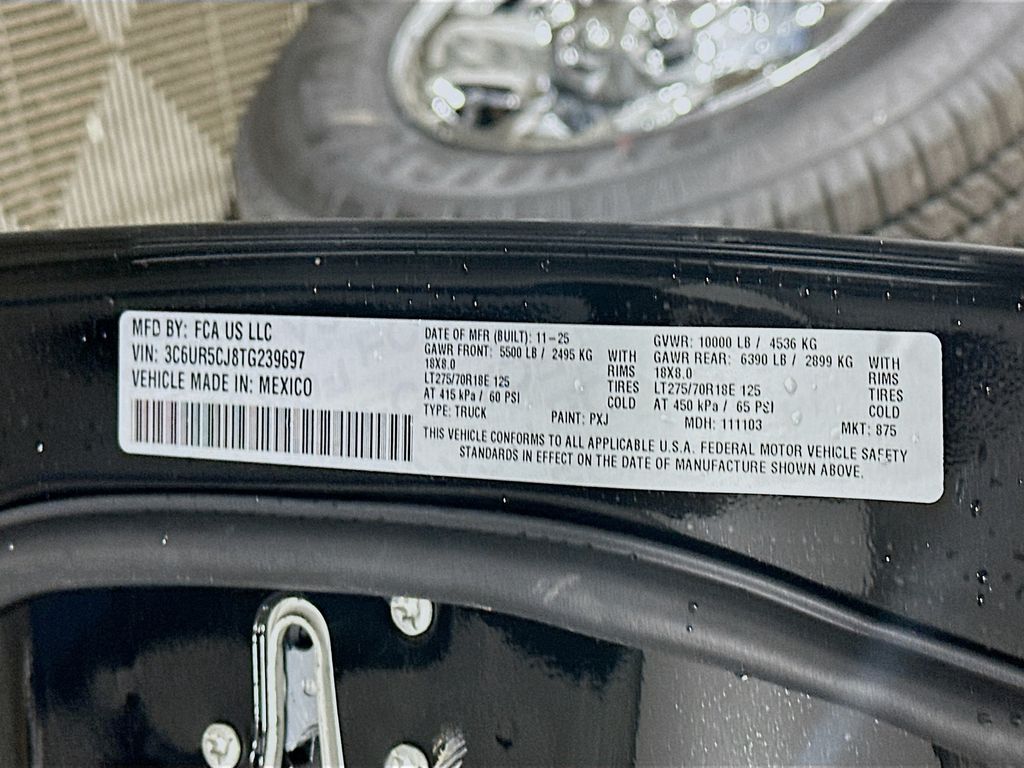 MFD BY: FCA US LLC
VIN: 3C6UR5CJ8TG239697
VEHICLE MADE IN: MEXICO
DATE OF MFR (BUILT): 11-25
GAWR FRONT: 5500 LB / 2495 KG WITH
18X8.0 RIMS
LT275/70R18E 125 TIRES
AT 415 kPa / 60 PSI COLD
TYPE: TRUCK PAINT: PXJ
GVWR: 10000 LB / 4536 KG
GAWR REAR: 6390 LB / 2899 KG WITH
18X8.0 RIMS
LT275/70R18E 125 TIRES
AT 450 kPa / 65 PSI COLD
MDH: 111103 MKT: 875
THIS VEHICLE CONFORMS TO ALL APPLICABLE U.S.A. FEDERAL MOTOR VEHICLE SAFETY
STANDARDS IN EFFECT ON THE DATE OF MANUFACTURE SHOWN ABOVE.